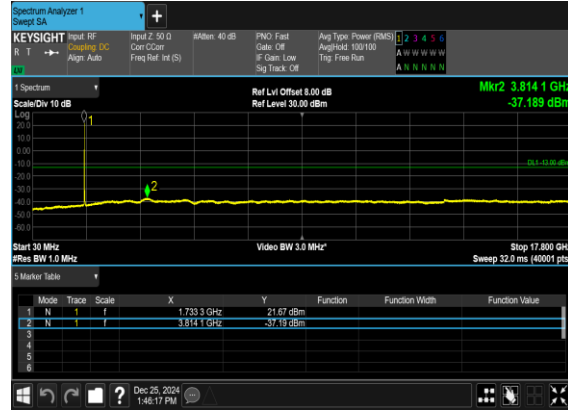 Spectrum Analyzer 1
Swept SA
+
KEYSIGHT
R T
LM
Input: RF
Coupling: DC
Align: Auto
Input Z: 50 Ω
Corr CCorr
Freq Ref: Int (S)
#Atten: 40 dB
PNO: Fast
Gate: Off
IF Gain: Low
Sig Track: Off
Avg Type: Power (RMS)
Avg|Hold: 100/100
Trig: Free Run
1 2 3 4 5 6
A W W W W W
A N N N N N
1 Spectrum
Scale/Div 10 dB
Ref Lvl Offset 8.00 dB
Ref Level 30.00 dBm
Mkr2 3.814 1 GHz
-37.189 dBm
Log
20.0
10.0
0.00
-10.0
-20.0
-30.0
-40.0
-50.0
-60.0
1
2
DL1 -13.00 dBm
Start 30 MHz
#Res BW 1.0 MHz
Video BW 3.0 MHz*
Stop 17.800 GHz
Sweep 32.0 ms (40001 pts)
5 Marker Table
Mode Trace Scale X Y Function Function Width Function Value
1 N 1 f 1.733 3 GHz 21.67 dBm
2 N 1 f 3.814 1 GHz -37.19 dBm
3
4
5
6
?
Dec 25, 2024
1:46:17 PM